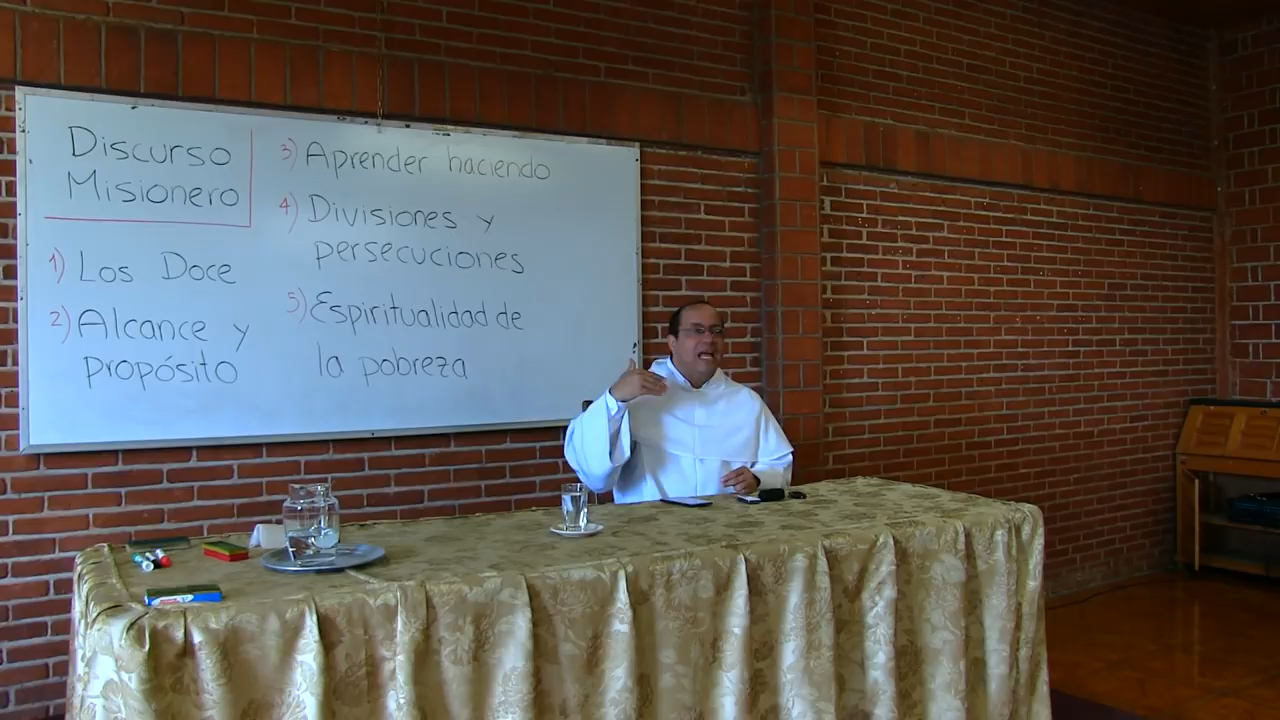 Discurso
Misionero
1) Los Doce
2) Alcance y
propósito
3) Aprender haciendo
4) Divisiones y
persecuciones
5) Espiritualidad de
la pobreza